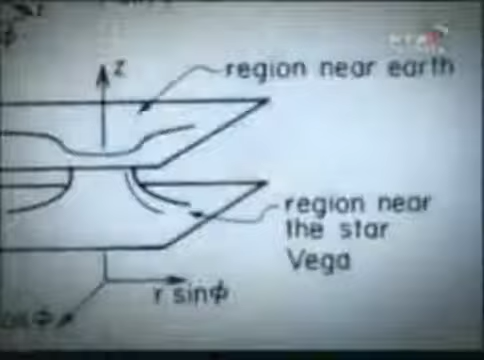 z
region near earth
region near
the star
Vega
r sinϕ